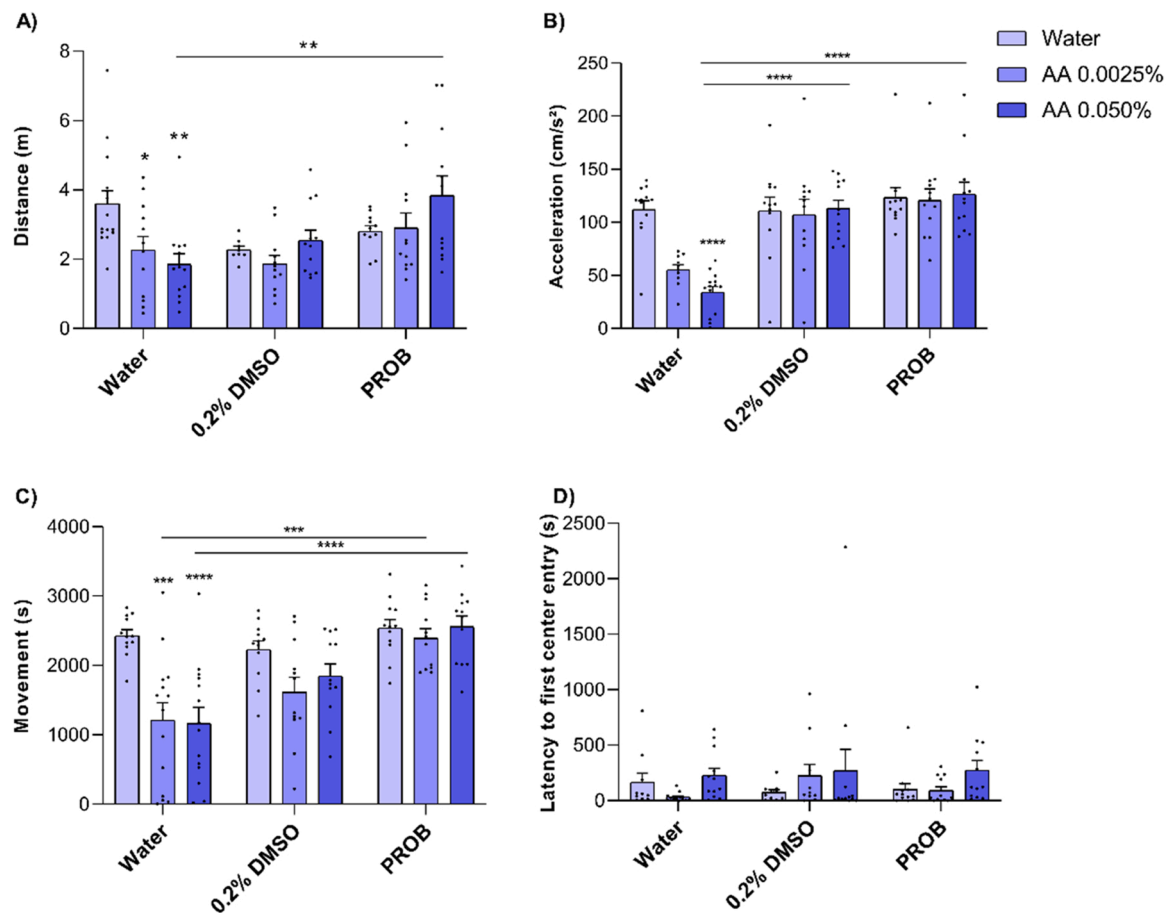 A)
Distance (m)
8
6
4
2
0
**
*
**
Water
0.2% DMSO
PROB
B)
Acceleration (cm/s²)
250
200
150
100
50
0
****
****
****
Water
0.2% DMSO
PROB
Water
AA 0.0025%
AA 0.050%
C)
Movement (s)
4000
3000
2000
1000
0
***
****
***
****
Water
0.2% DMSO
PROB
D)
Latency to first center entry (s)
2500
2000
1500
1000
500
0
Water
0.2% DMSO
PROB